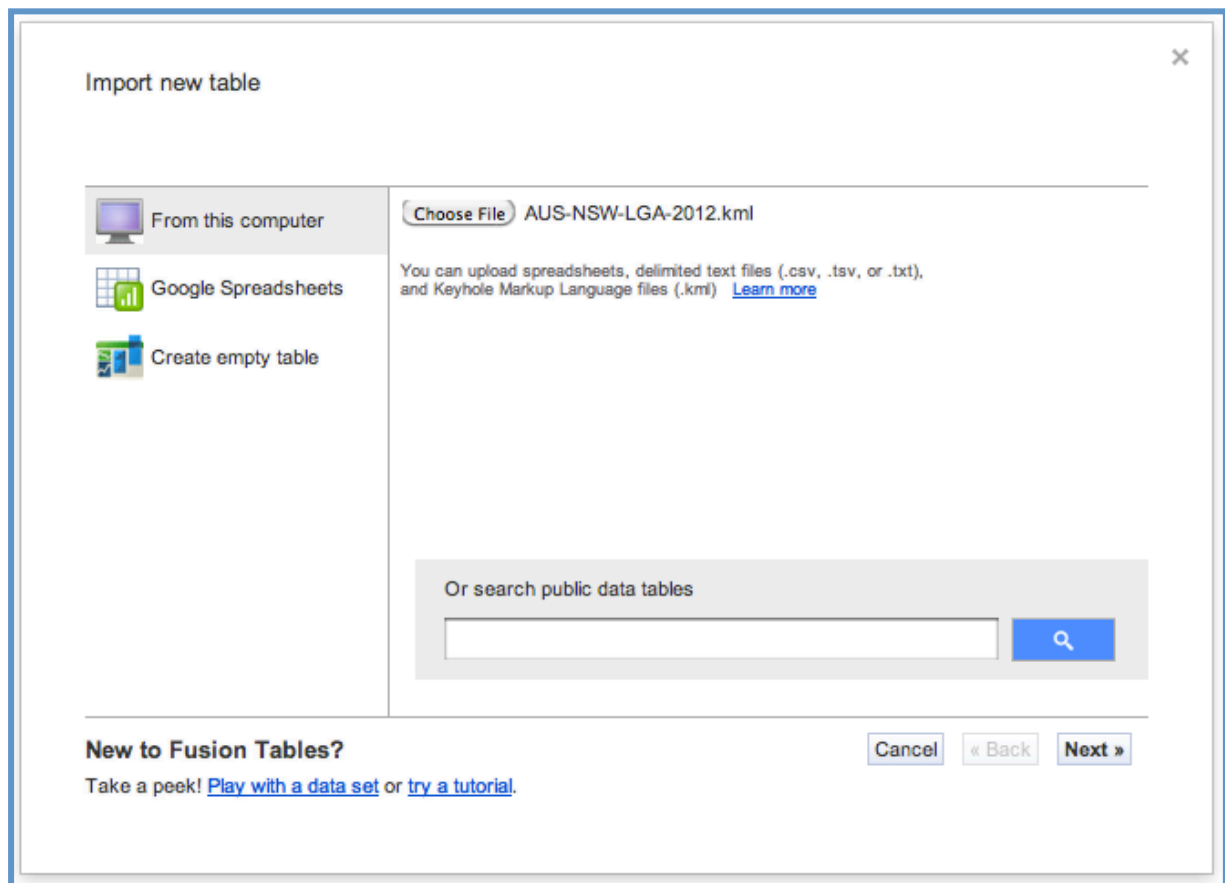 ×
Import new table
From this computer
Google Spreadsheets
Create empty table
Choose File AUS-NSW-LGA-2012.kml
You can upload spreadsheets, delimited text files (.csv, .tsv, or .txt),
and Keyhole Markup Language files (.kml) Learn more
Or search public data tables
New to Fusion Tables?
Take a peek! Play with a data set or try a tutorial.
Cancel
« Back
Next »